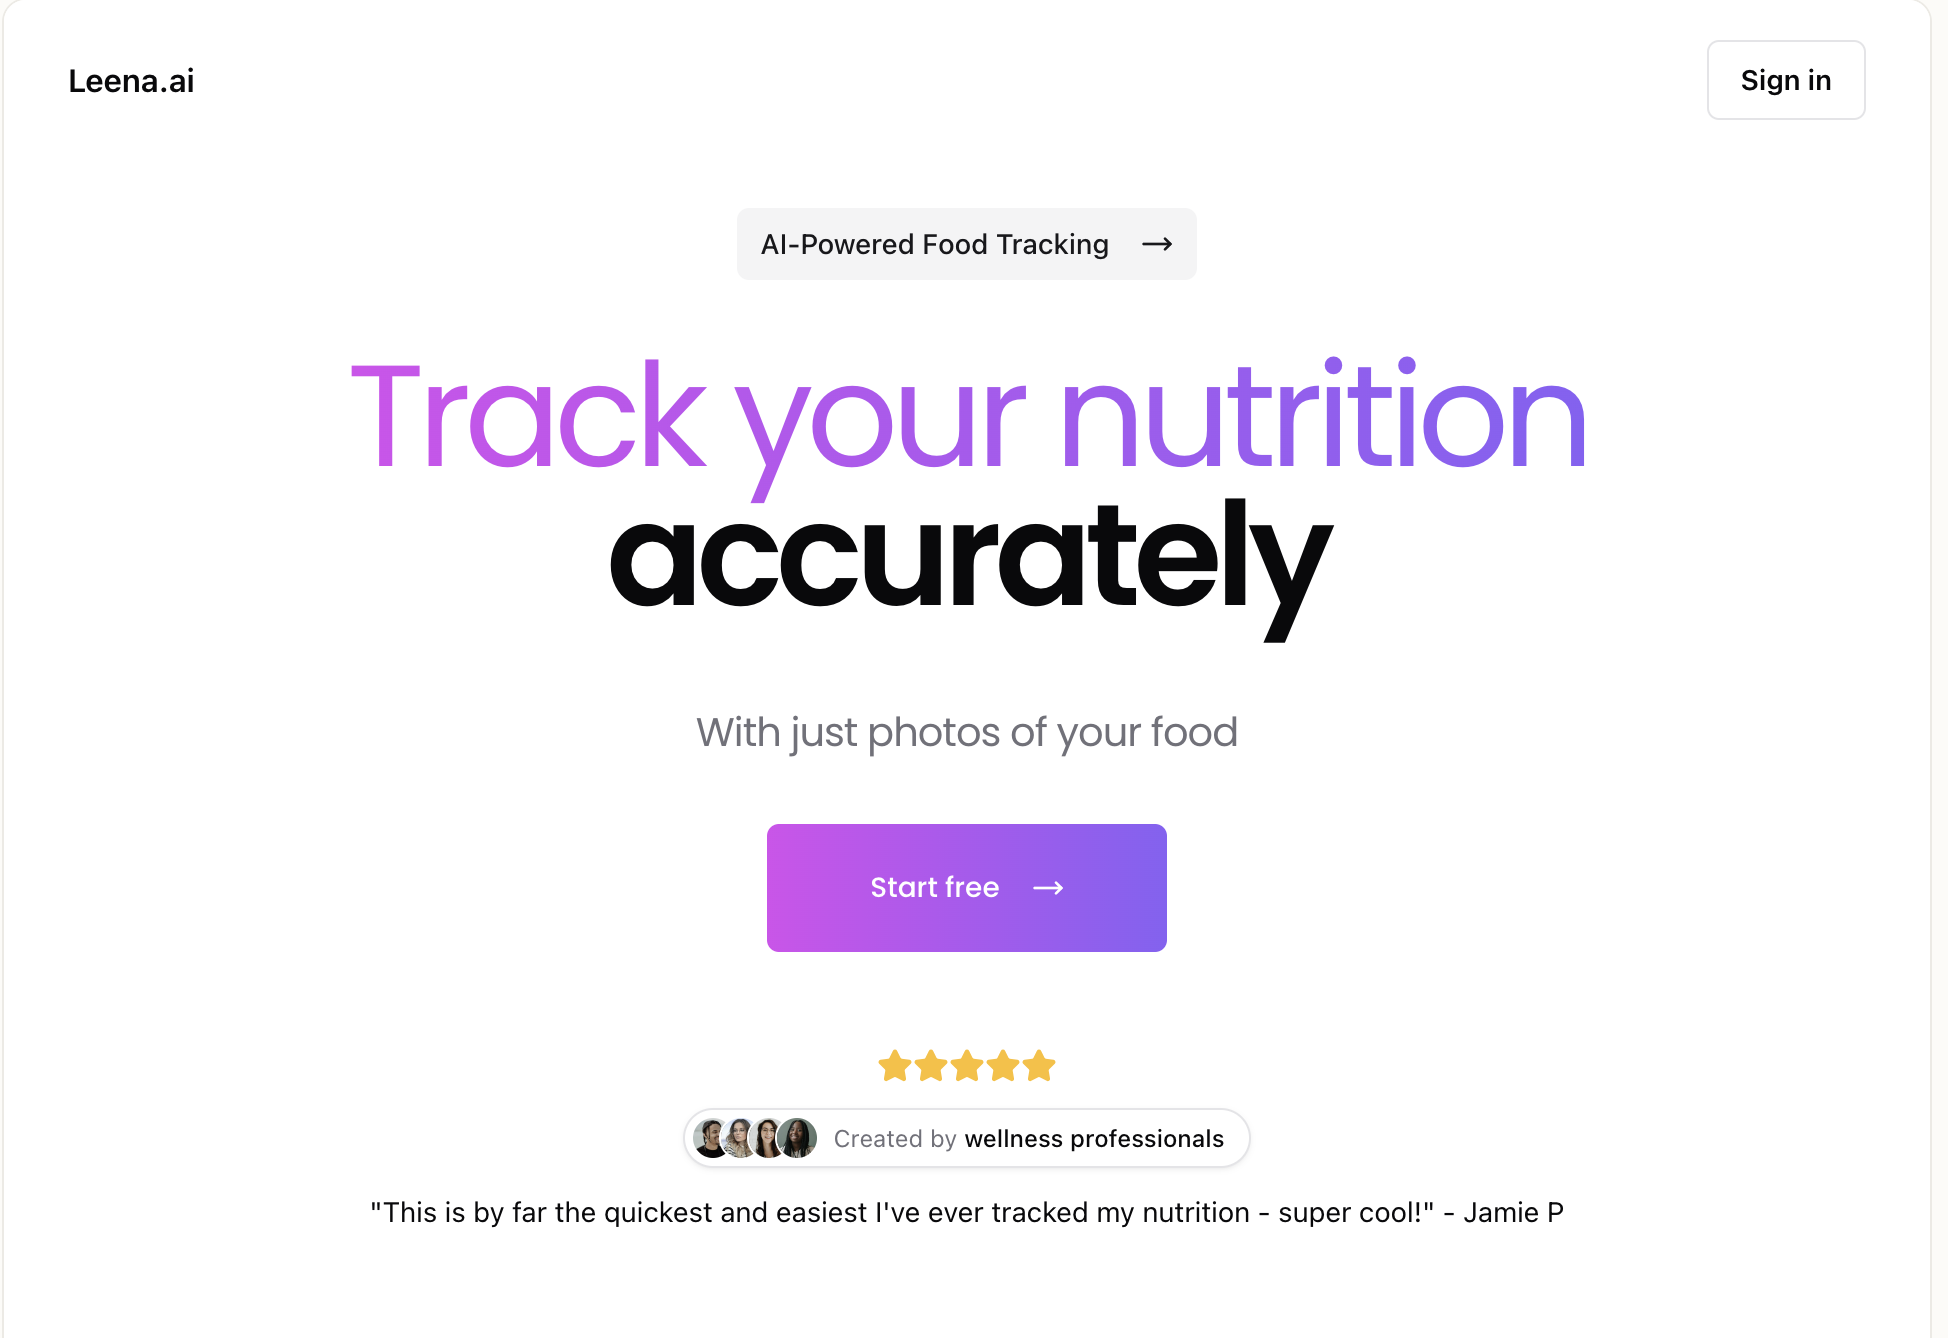 Leena.ai
Sign in
AI-Powered Food Tracking →
Track your nutrition
accurately
With just photos of your food
Start free →
Created by wellness professionals
"This is by far the quickest and easiest I've ever tracked my nutrition - super cool!" - Jamie P